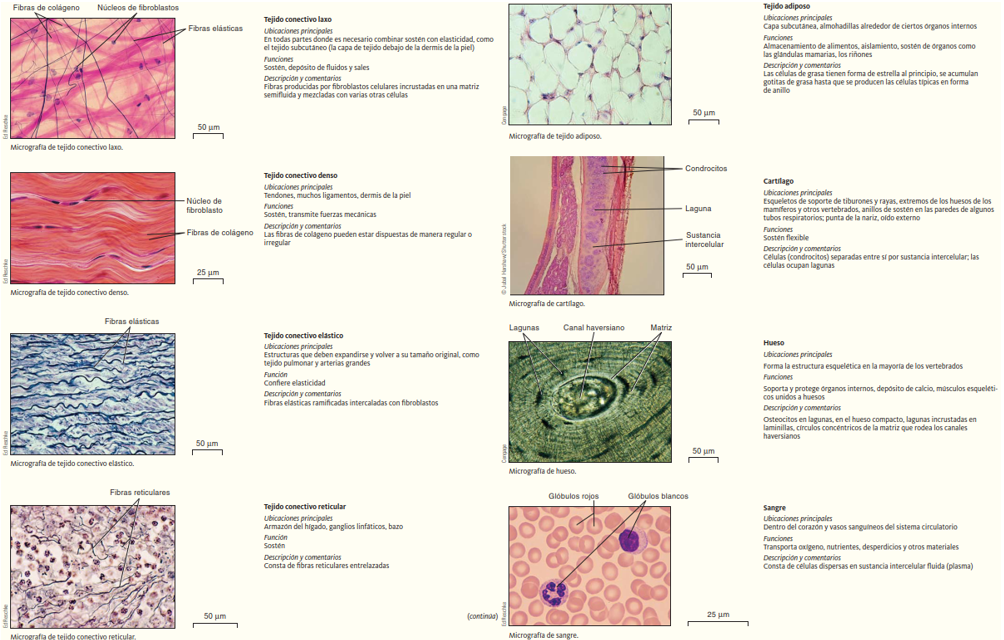 Fibras de colágeno
Núcleos de fibroblastos
Fibras elásticas
Ed Reschke
50 µm
Micrografía de tejido conectivo laxo.
Tejido conectivo laxo
Ubicaciones principales
En todas partes donde es necesario combinar sostén con elasticidad, como
el tejido subcutáneo (la capa de tejido debajo de la dermis de la piel)
Funciones
Sostén, depósito de fluidos y sales
Descripción y comentarios
Fibras producidas por fibroblastos celulares incrustadas en una matriz
semifluida y mezcladas con varias otras células
Núcleo de
fibroblasto
Fibras de colágeno
Ed Reschke
25 µm
Micrografía de tejido conectivo denso.
Tejido conectivo denso
Ubicaciones principales
Tendones, muchos ligamentos, dermis de la piel
Funciones
Sostén, transmite fuerzas mecánicas
Descripción y comentarios
Las fibras de colágeno pueden estar dispuestas de manera regular o
irregular
Fibras elásticas
Ed Reschke
50 µm
Micrografía de tejido conectivo elástico.
Tejido conectivo elástico
Ubicaciones principales
Estructuras que deben expandirse y volver a su tamaño original, como
tejido pulmonar y arterias grandes
Función
Confiere elasticidad
Descripción y comentarios
Fibras elásticas ramificadas intercaladas con fibroblastos
Fibras reticulares
Ed Reschke
50 µm
Micrografía de tejido conectivo reticular.
Tejido conectivo reticular
Ubicaciones principales
Armazón del hígado, ganglios linfáticos, bazo
Función
Sostén
Descripción y comentarios
Consta de fibras reticulares entrelazadas
(continúa)
Cengage
50 µm
Micrografía de tejido adiposo.
Tejido adiposo
Ubicaciones principales
Capa subcutánea, almohadillas alrededor de ciertos órganos internos
Funciones
Almacenamiento de alimentos, aislamiento, sostén de órganos como
las glándulas mamarias, los riñones
Descripción y comentarios
Las células de grasa tienen forma de estrella al principio, se acumulan
gotitas de grasa hasta que se producen las células típicas en forma
de anillo
Condrocitos
Laguna
Sustancia
intercelular
50 µm
Micrografía de cartílago.
Cartílago
Ubicaciones principales
Esqueletos de soporte de tiburones y rayas, extremos de los huesos de los
mamíferos y otros vertebrados, anillos de sostén en las paredes de algunos
tubos respiratorios; punta de la nariz, oído externo
Funciones
Sostén flexible
Descripción y comentarios
Células (condrocitos) separadas entre sí por sustancia intercelular; las
células ocupan lagunas
Lagunas
Canal haversiano
Matriz
Cengage
50 µm
Micrografía de hueso.
Hueso
Ubicaciones principales
Forma la estructura esquelética en la mayoría de los vertebrados
Funciones
Soporta y protege órganos internos, depósito de calcio, músculos esqueléti-
cos unidos a huesos
Descripción y comentarios
Osteocitos en lagunas, en el hueso compacto, lagunas incrustadas en
laminillas, círculos concéntricos de la matriz que rodea los canales
haversianos
Glóbulos rojos
Glóbulos blancos
Ed Reschke
25 µm
Micrografía de sangre.
Sangre
Ubicaciones principales
Dentro del corazón y vasos sanguíneos del sistema circulatorio
Funciones
Transporta oxígeno, nutrientes, desperdicios y otros materiales
Descripción y comentarios
Consta de células dispersas en sustancia intercelular fluida (plasma)